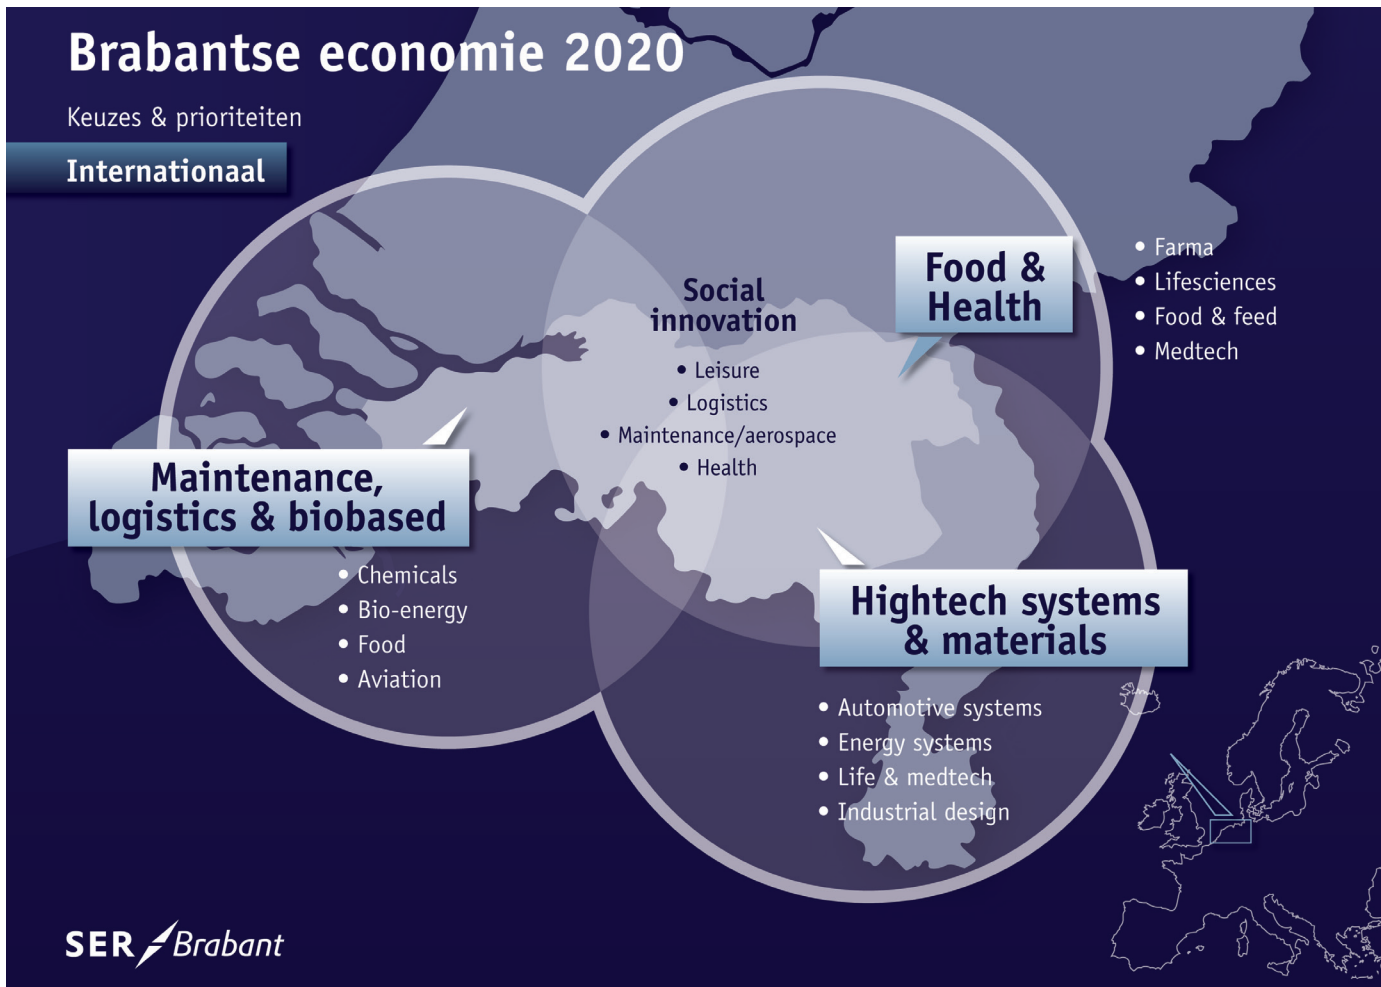 Brabantse economie 2020
Keuzes & prioriteiten
Internationaal
Social
innovation
• Leisure
• Logistics
• Maintenance/aerospace
• Health
Food &
Health
• Farma
• Lifesciences
• Food & feed
• Medtech
Maintenance,
logistics & biobased
• Chemicals
• Bio-energy
• Food
• Aviation
Hightech systems
& materials
• Automotive systems
• Energy systems
• Life & medtech
• Industrial design
SER Brabant